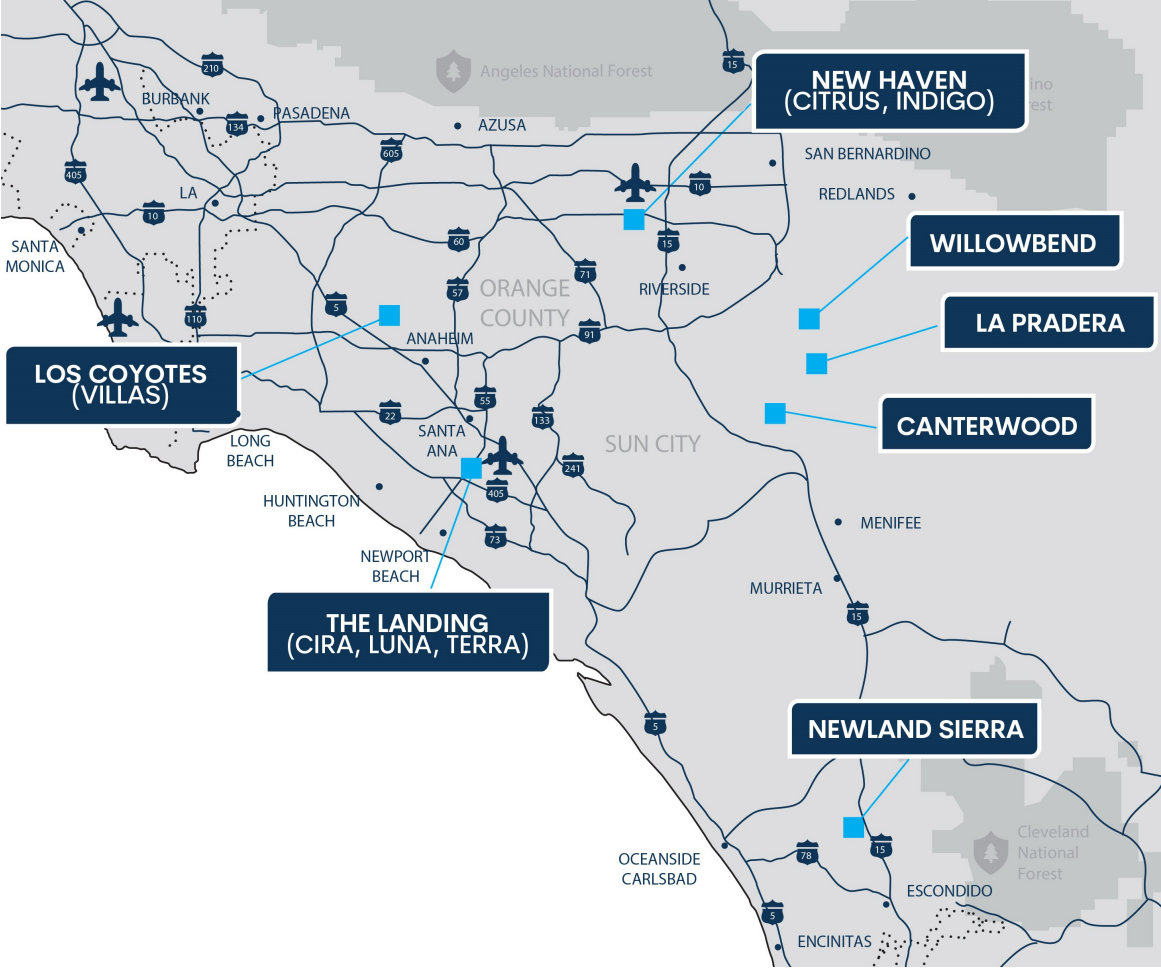 210
15
Angeles National Forest
NEW HAVEN
(CITRUS, INDIGO)
ino
est
BURBANK
PASADENA
134
AZUSA
605
SAN BERNARDINO
405
10
REDLANDS
LA
10
60
15
SANTA
MONICA
WILLOWBEND
71
RIVERSIDE
57
ORANGE
COUNTY
5
110
LA PRADERA
91
ANAHEIM
LOS COYOTES
(VILLAS)
55
22
133
CANTERWOOD
SANTA
ANA
SUN CITY
LONG
BEACH
241
405
HUNTINGTON
BEACH
MENIFEE
73
NEWPORT
BEACH
MURRIETA
15
THE LANDING
(CIRA, LUNA, TERRA)
5
NEWLAND SIERRA
Cleveland
National
Forest
78
15
OCEANSIDE
CARLSBAD
ESCONDIDO
5
ENCINITAS